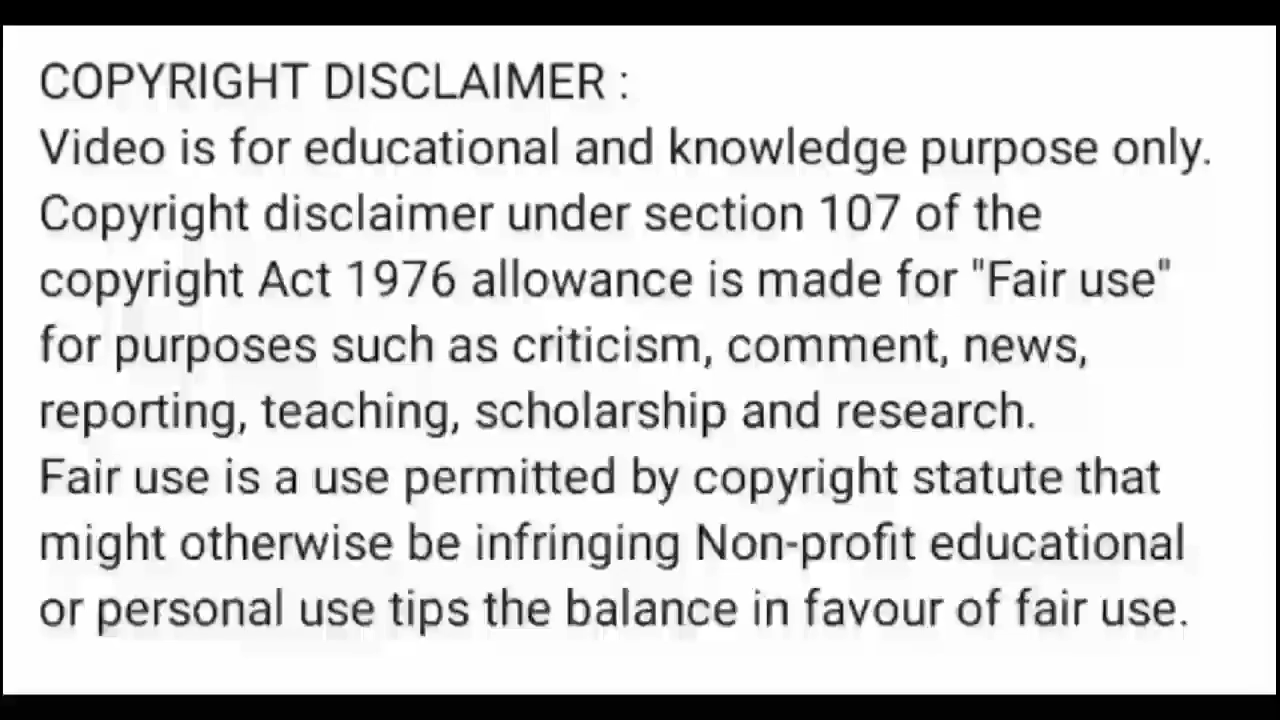 COPYRIGHT DISCLAIMER :
Video is for educational and knowledge purpose only.
Copyright disclaimer under section 107 of the
copyright Act 1976 allowance is made for "Fair use"
for purposes such as criticism, comment, news,
reporting, teaching, scholarship and research.
Fair use is a use permitted by copyright statute that
might otherwise be infringing Non-profit educational
or personal use tips the balance in favour of fair use.